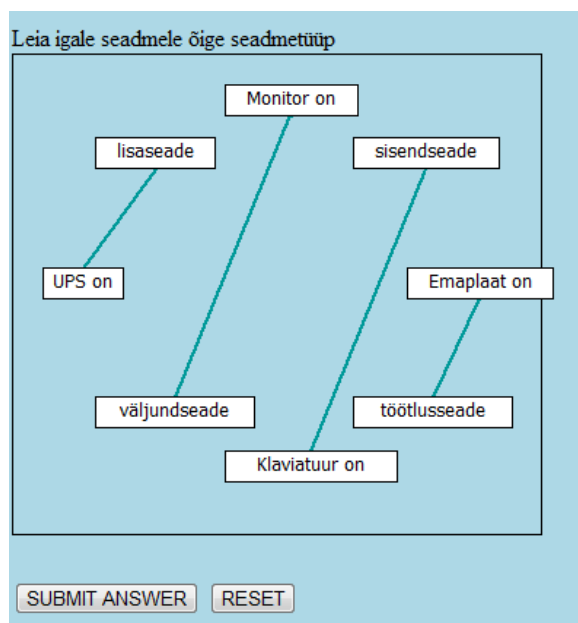 Leia igale seadmele õige seadmetüüp
Monitor on
lisaseade
sisendseade
UPS on
Emaplaat on
väljundseade
töötlusseade
Klaviatuur on
SUBMIT ANSWER
RESET